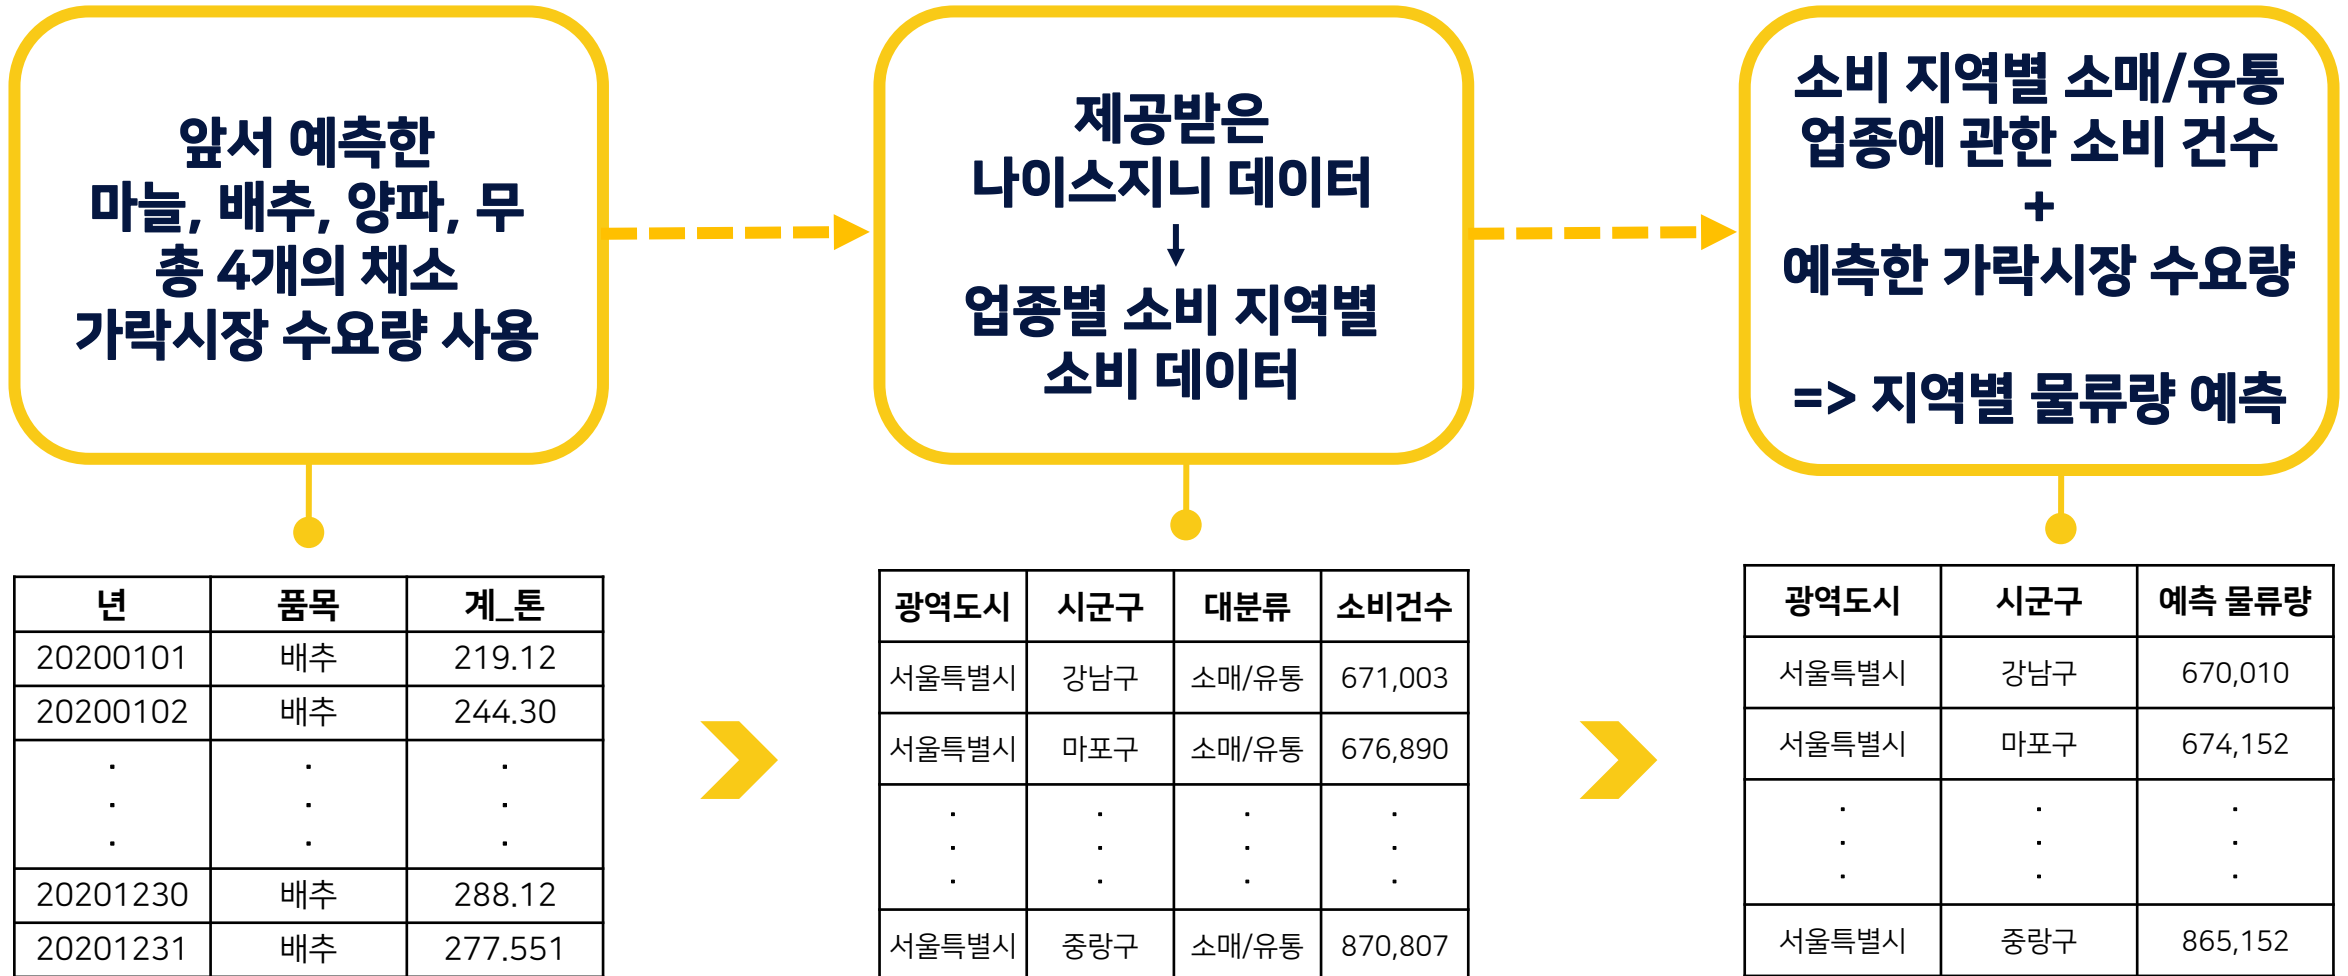 앞서 예측한
마늘, 배추, 양파, 무
총 4개의 채소
가락시장 수요량 사용
제공받은
나이스지니 데이터
↓
업종별 소비 지역별
소비 데이터
소비 지역별 소매/유통
업종에 관한 소비 건수
+
예측한 가락시장 수요량
=> 지역별 물류량 예측
년 품목 계_톤
20200101 배추 219.12
20200102 배추 244.30
. . .
. . .
. . .
20201230 배추 288.12
20201231 배추 277.551
광역도시 시군구 대분류 소비건수
서울특별시 강남구 소매/유통 671,003
서울특별시 마포구 소매/유통 676,890
. . . .
. . . .
. . . .
서울특별시 중랑구 소매/유통 870,807
광역도시 시군구 예측 물류량
서울특별시 강남구 670,010
서울특별시 마포구 674,152
. . .
. . .
. . .
서울특별시 중랑구 865,152